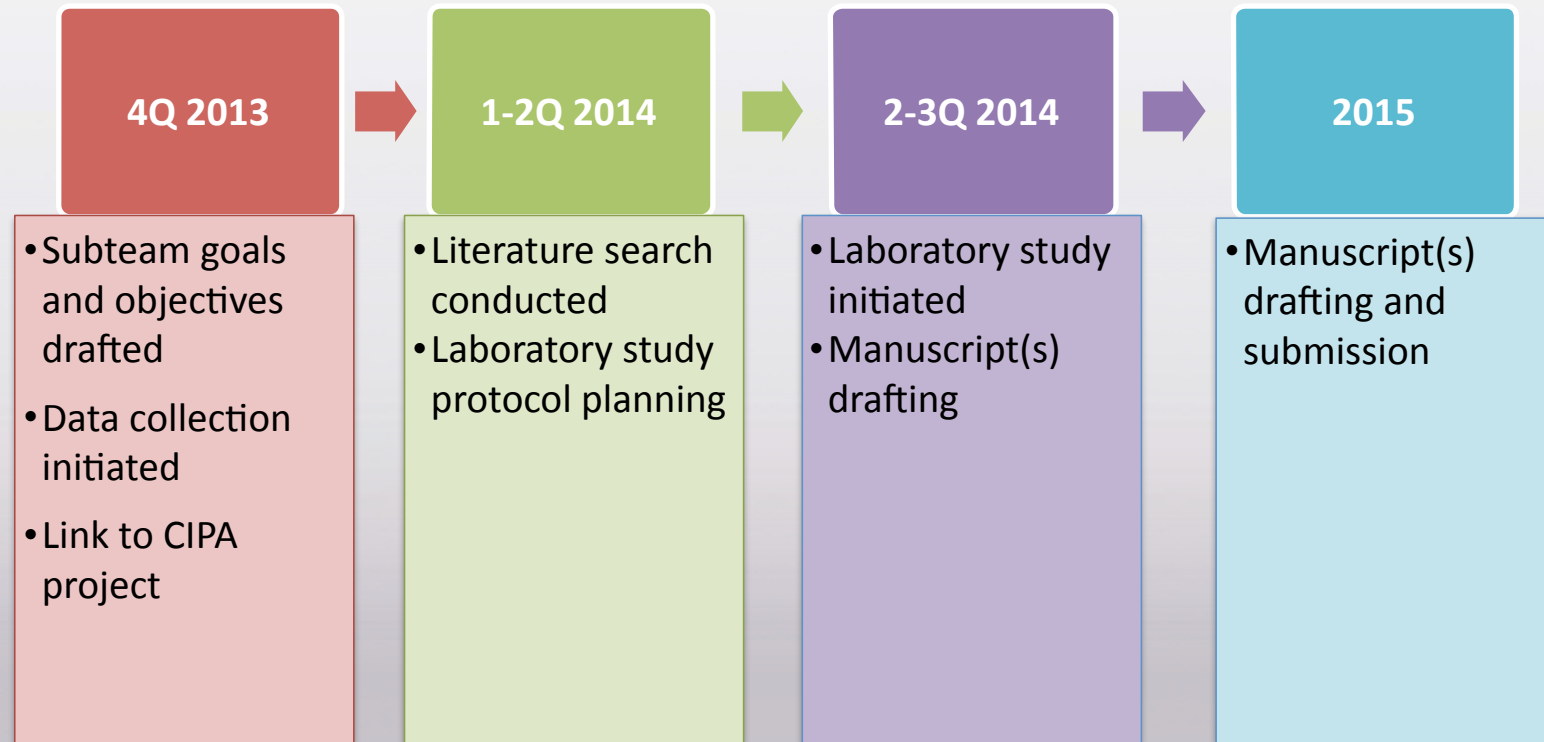 4Q 2013
•Subteam goals
and objectives
drafted
•Data collection
initiated
•Link to CIPA
project
1-2Q 2014
•Literature search
conducted
•Laboratory study
protocol planning
2-3Q 2014
•Laboratory study
initiated
•Manuscript(s)
drafting
2015
•Manuscript(s)
drafting and
submission